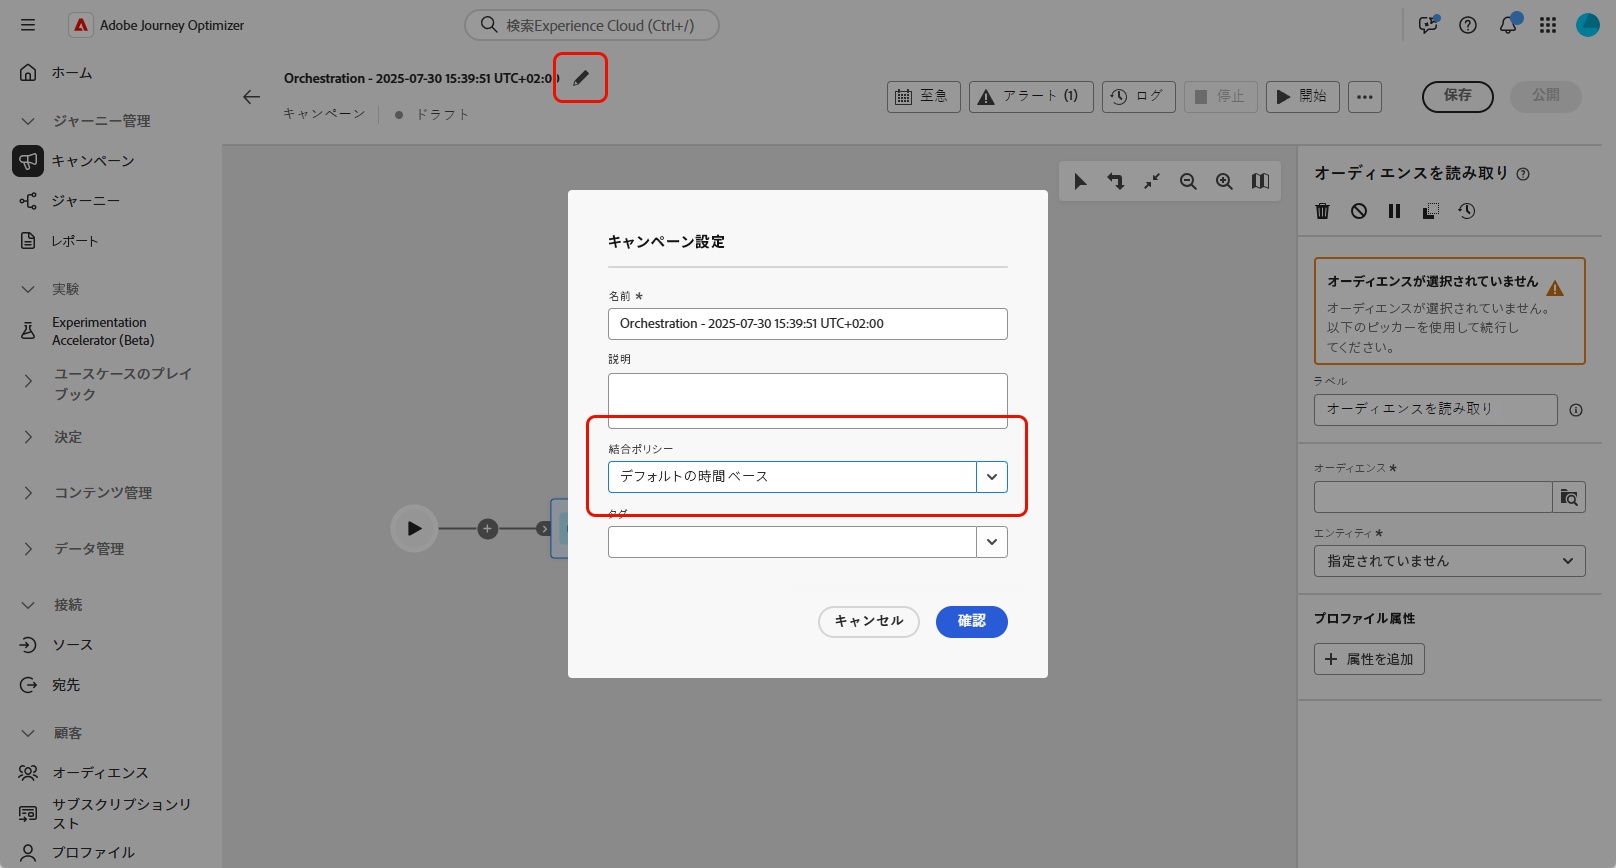 Adobe Journey Optimizer
検索Experience Cloud (Ctrl+/)
ホーム
ジャーニー管理
キャンペーン
ジャーニー
レポート
実験
Experimentation
Accelerator (Beta)
ユースケースのプレイ
ブック
決定
コンテンツ管理
データ管理
接続
ソース
宛先
顧客
オーディエンス
サブスクリプションリ
スト
プロファイル
Orchestration - 2025-07-30 15:39:51 UTC+02:00
キャンペーン
ドラフト
至急
アラート (1)
ログ
停止
開始
保存
公開
キャンペーン設定
名前 *
Orchestration - 2025-07-30 15:39:51 UTC+02:00
説明
結合ポリシー
デフォルトの時間ベース
タグ
キャンセル
確認
オーディエンスを読み取り
オーディエンスが選択されていません
オーディエンスが選択されていません。
以下のピッカーを使用して続行し
てください。
ラベル
オーディエンスを読み取り
オーディエンス *
エンティティ *
指定されていません
プロファイル属性
属性を追加